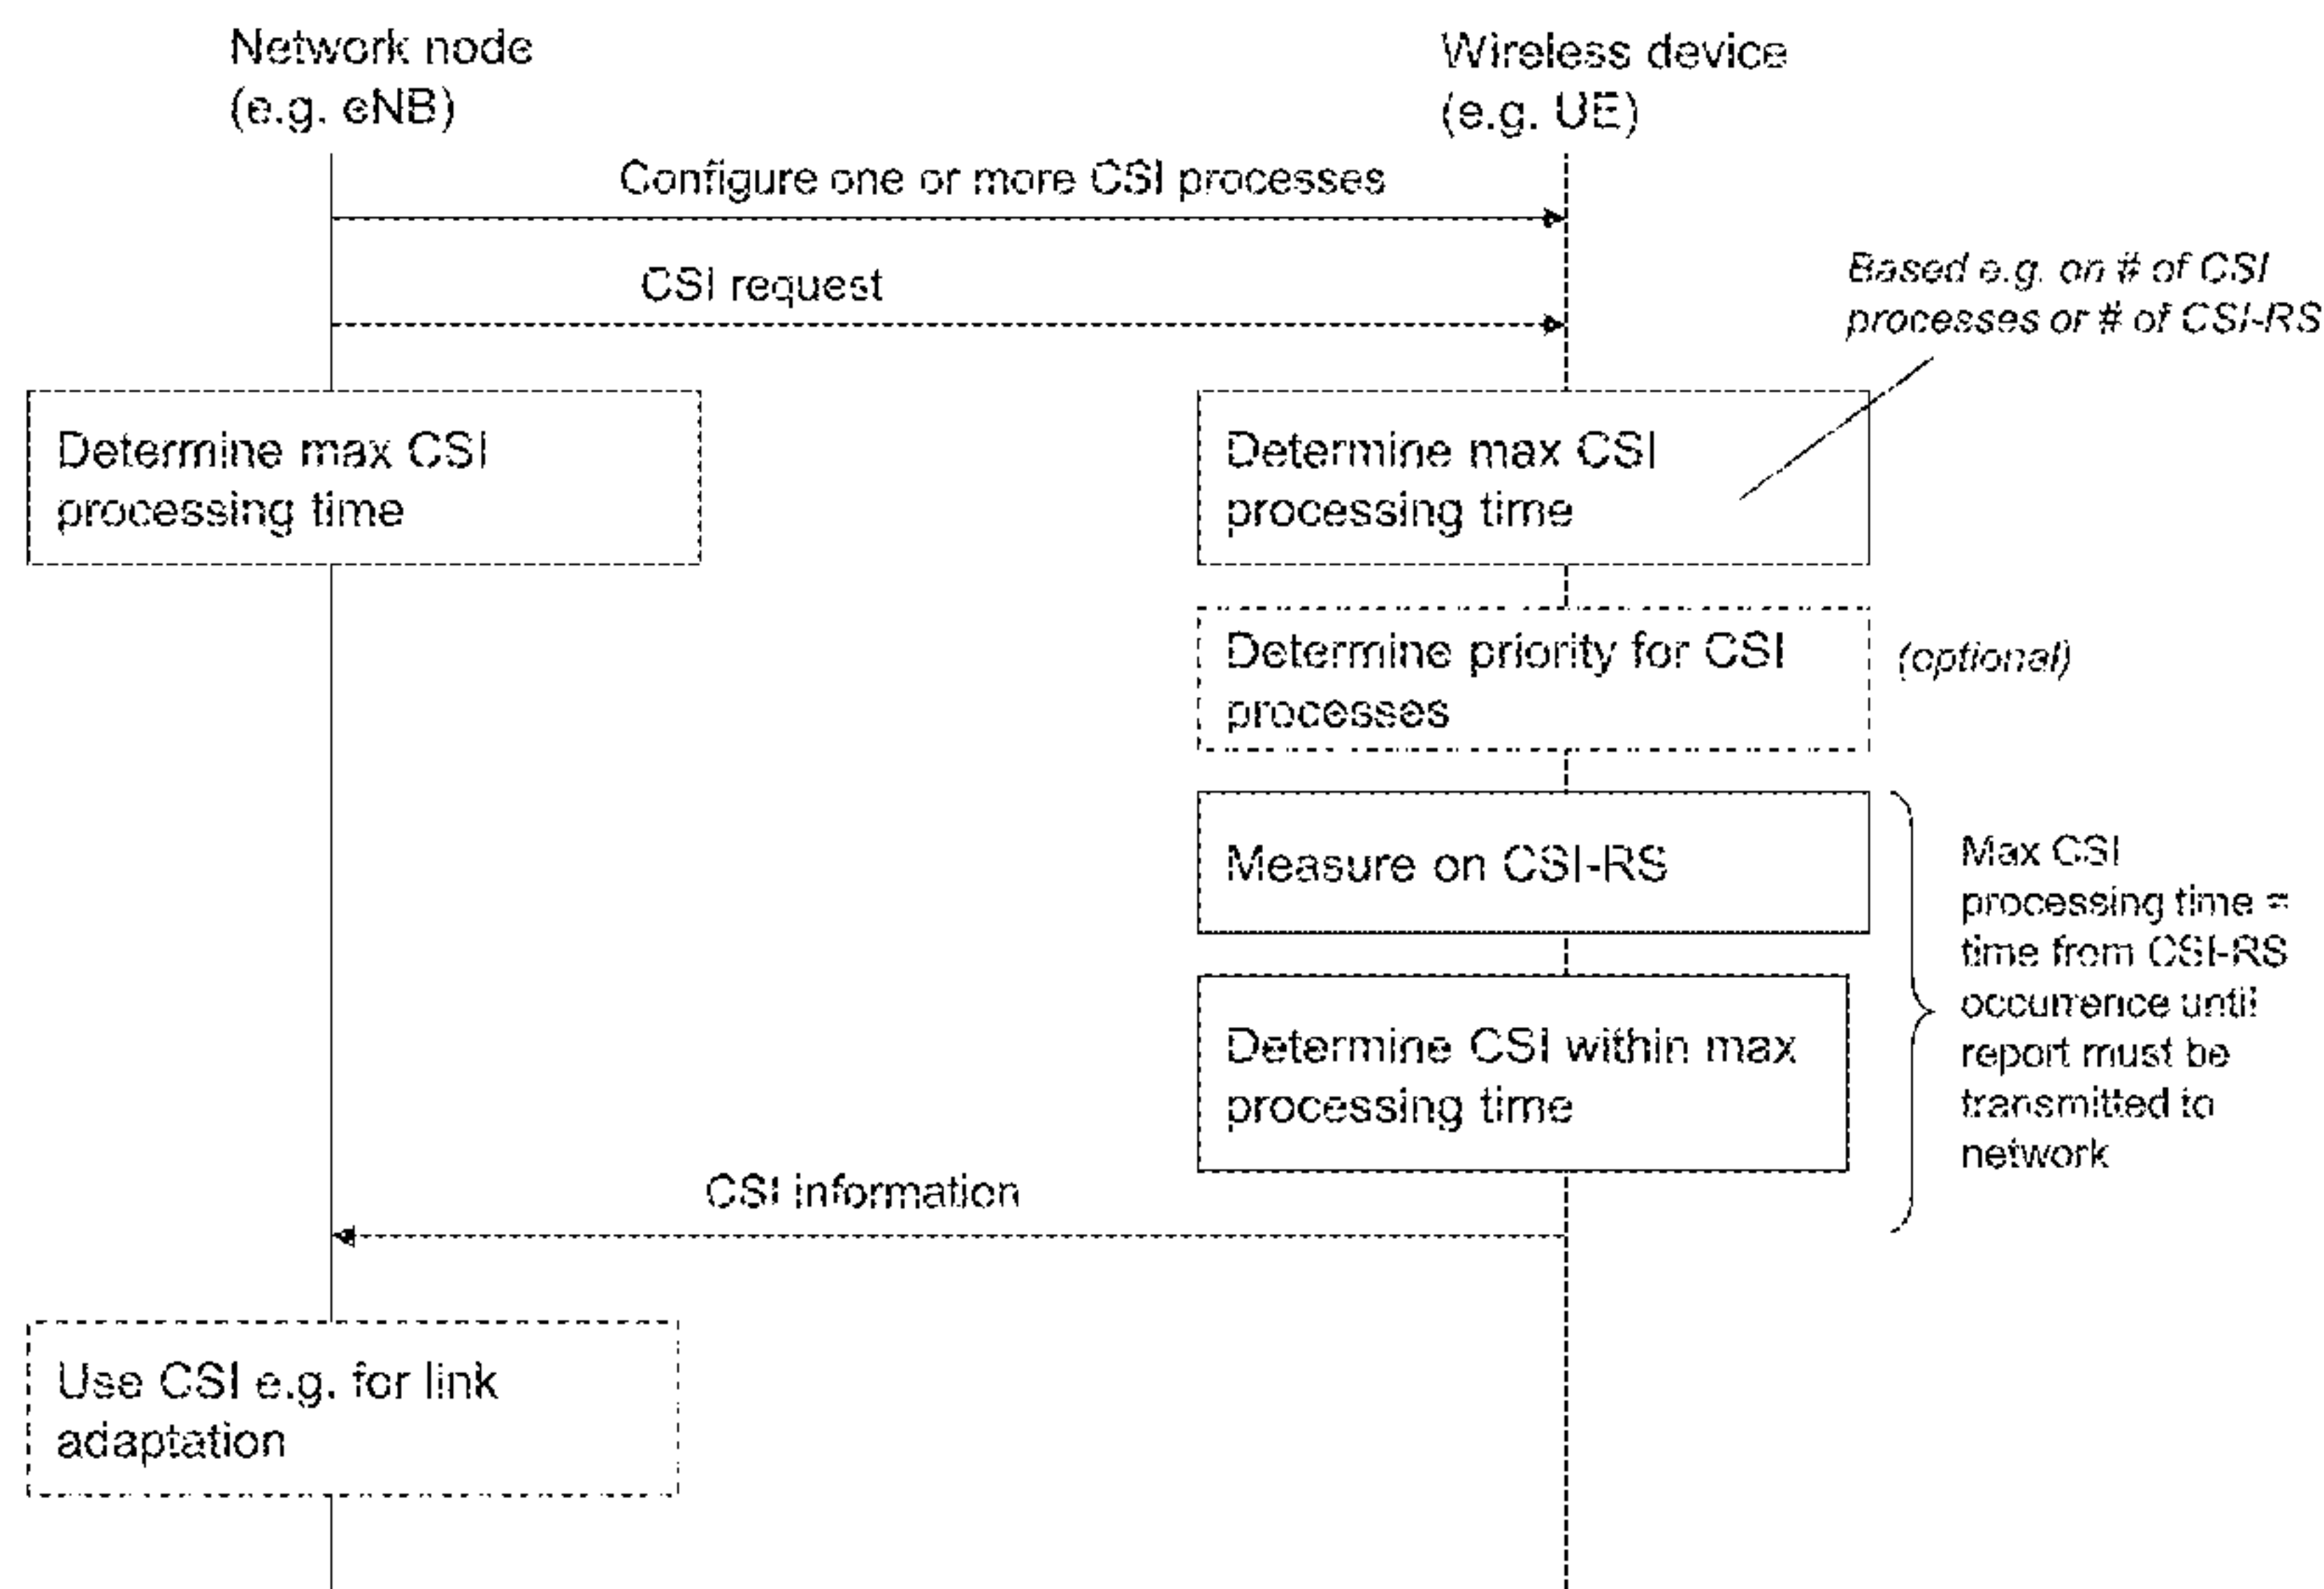 Network node
(e.g. eNB)
Wireless device
(e.g. UE)
Configure one or more CSI processes
CSI request
Based e.g. on # of CSI
processes or # of CSI-RS
Determine max CSI
processing time
Determine max CSI
processing time
Determine priority for CSI
processes
(optional)
Measure on CSI-RS
Max CSI
processing time =
time from CSI-RS
occurrence until
report must be
transmitted to
network
Determine CSI within max
processing time
CSI information
Use CSI e.g. for link
adaptation